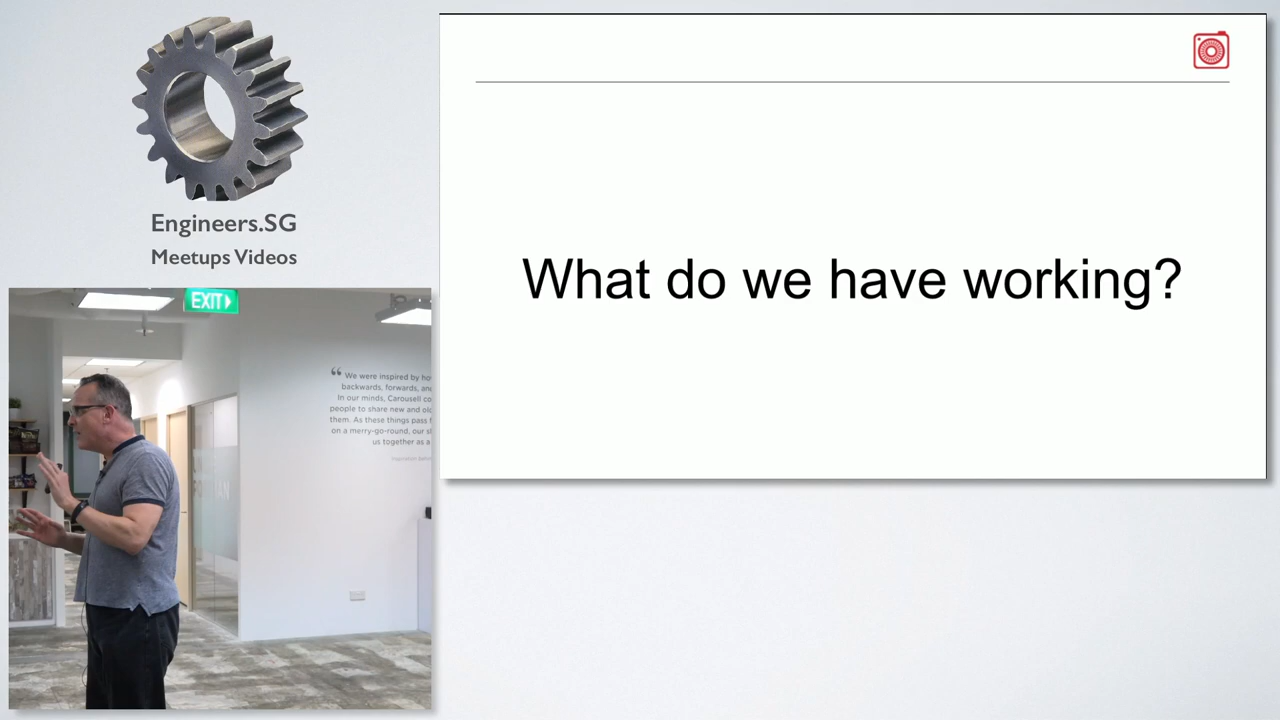 Engineers.SG
Meetups Videos
What do we have working?
EXIT
“ We were inspired by
backwards, forwards, and
In our minds, Carousell
people to share new and
them. As these things pass
on a merry-go-round, our
us together as a